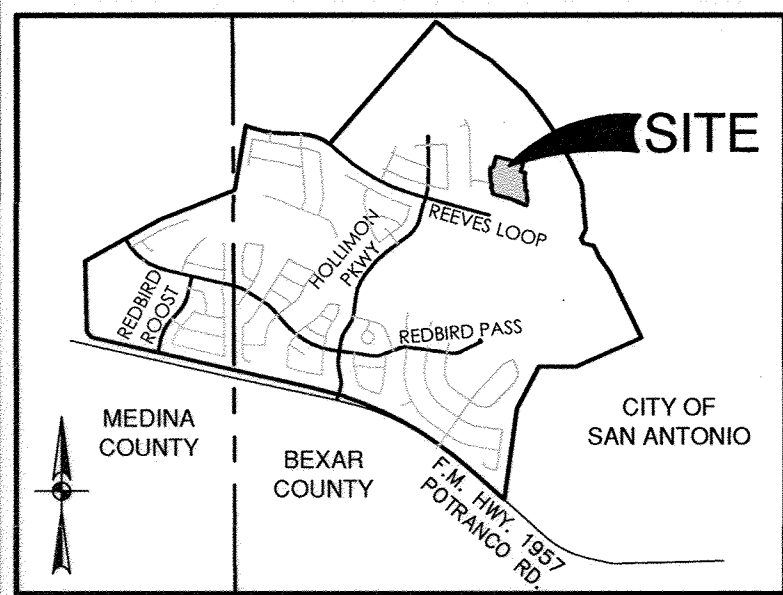 SITE
REEVES LOOP
HOLLIMON
PKWY
REDBIRD
ROOST
REDBIRD PASS
MEDINA
COUNTY
BEXAR
COUNTY
CITY OF
SAN ANTONIO
F.M. HWY. 1957
POTRANCO RD.